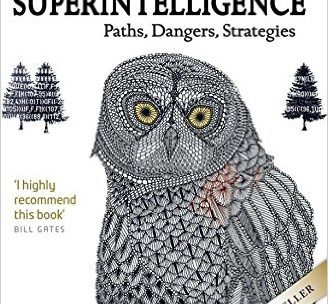 SUPERINTELLIGENCE
Paths, Dangers, Strategies
'I highly
recommend
this book'
BILL GATES